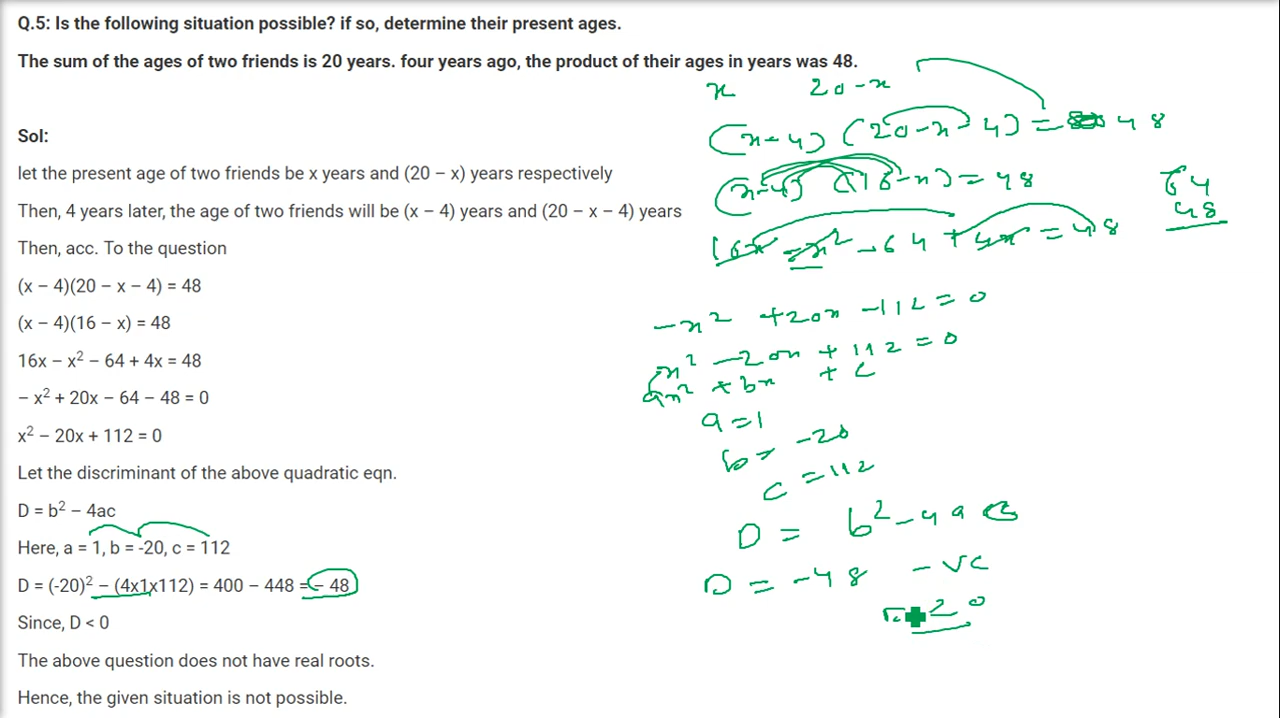 Q.5: Is the following situation possible? if so, determine their present ages.
The sum of the ages of two friends is 20 years. four years ago, the product of their ages in years was 48.
Sol:
let the present age of two friends be x years and (20 − x) years respectively
Then, 4 years later, the age of two friends will be (x − 4) years and (20 − x − 4) years
Then, acc. To the question
(x − 4)(20 − x − 4) = 48
(x − 4)(16 − x) = 48
16x − x² − 64 + 4x = 48
− x² + 20x − 64 − 48 = 0
x² − 20x + 112 = 0
Let the discriminant of the above quadratic eqn.
D = b² − 4ac
Here, a = 1, b = -20, c = 112
D = (-20)² − (4x1x112) = 400 − 448 = − 48
Since, D < 0
The above question does not have real roots.
Hence, the given situation is not possible.
x 20-x
(x-4) (20-x-4) = 48
(x-4) (16-x) = 48
64
48
16x -x² -64 +4x = 48
-x² +20x -112 = 0
x² -20x + 112 = 0
ax² + bx + c
a = 1
b = -20
c = 112
D = b² - 4ac
D = -48 -ve
20